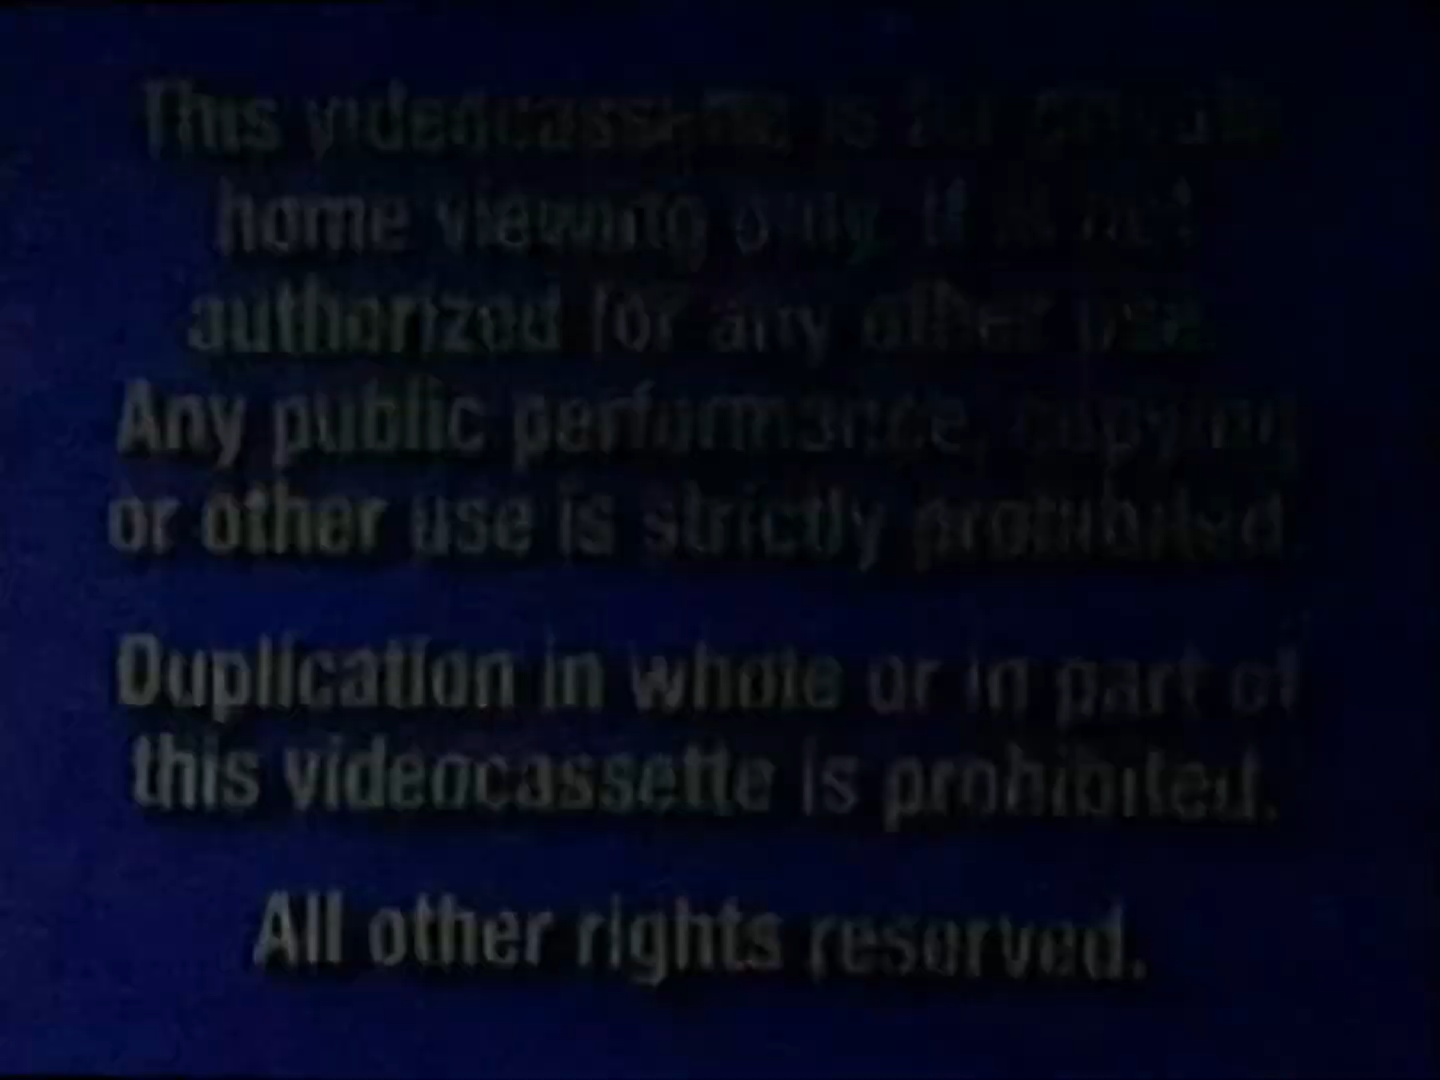 This videocassette is for private
home viewing only. It is not
authorized for any other use.
Any public performance, copying
or other use is strictly prohibited.
Duplication in whole or in part of
this videocassette is prohibited.
All other rights reserved.